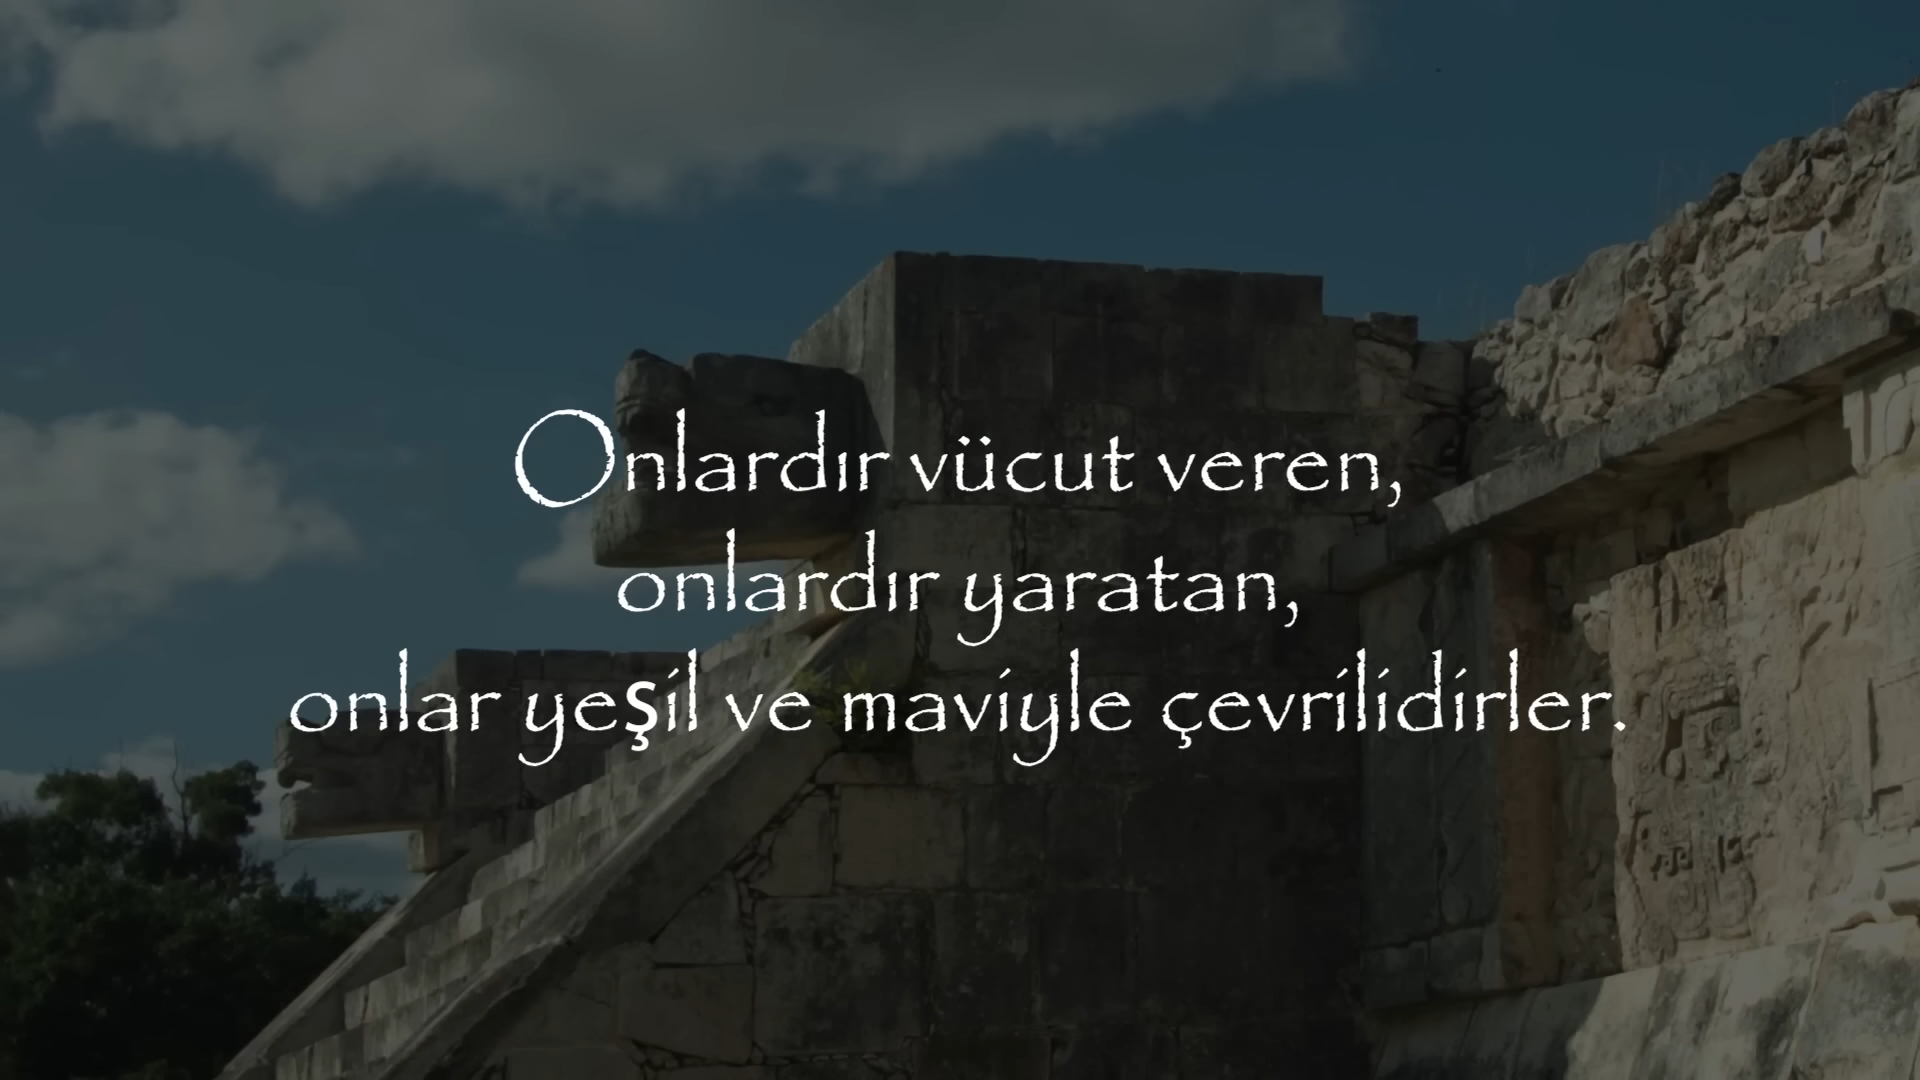 Onlardır vücut veren,
onlardır yaratan,
onlar yeşil ve maviyle çevrilidirler.